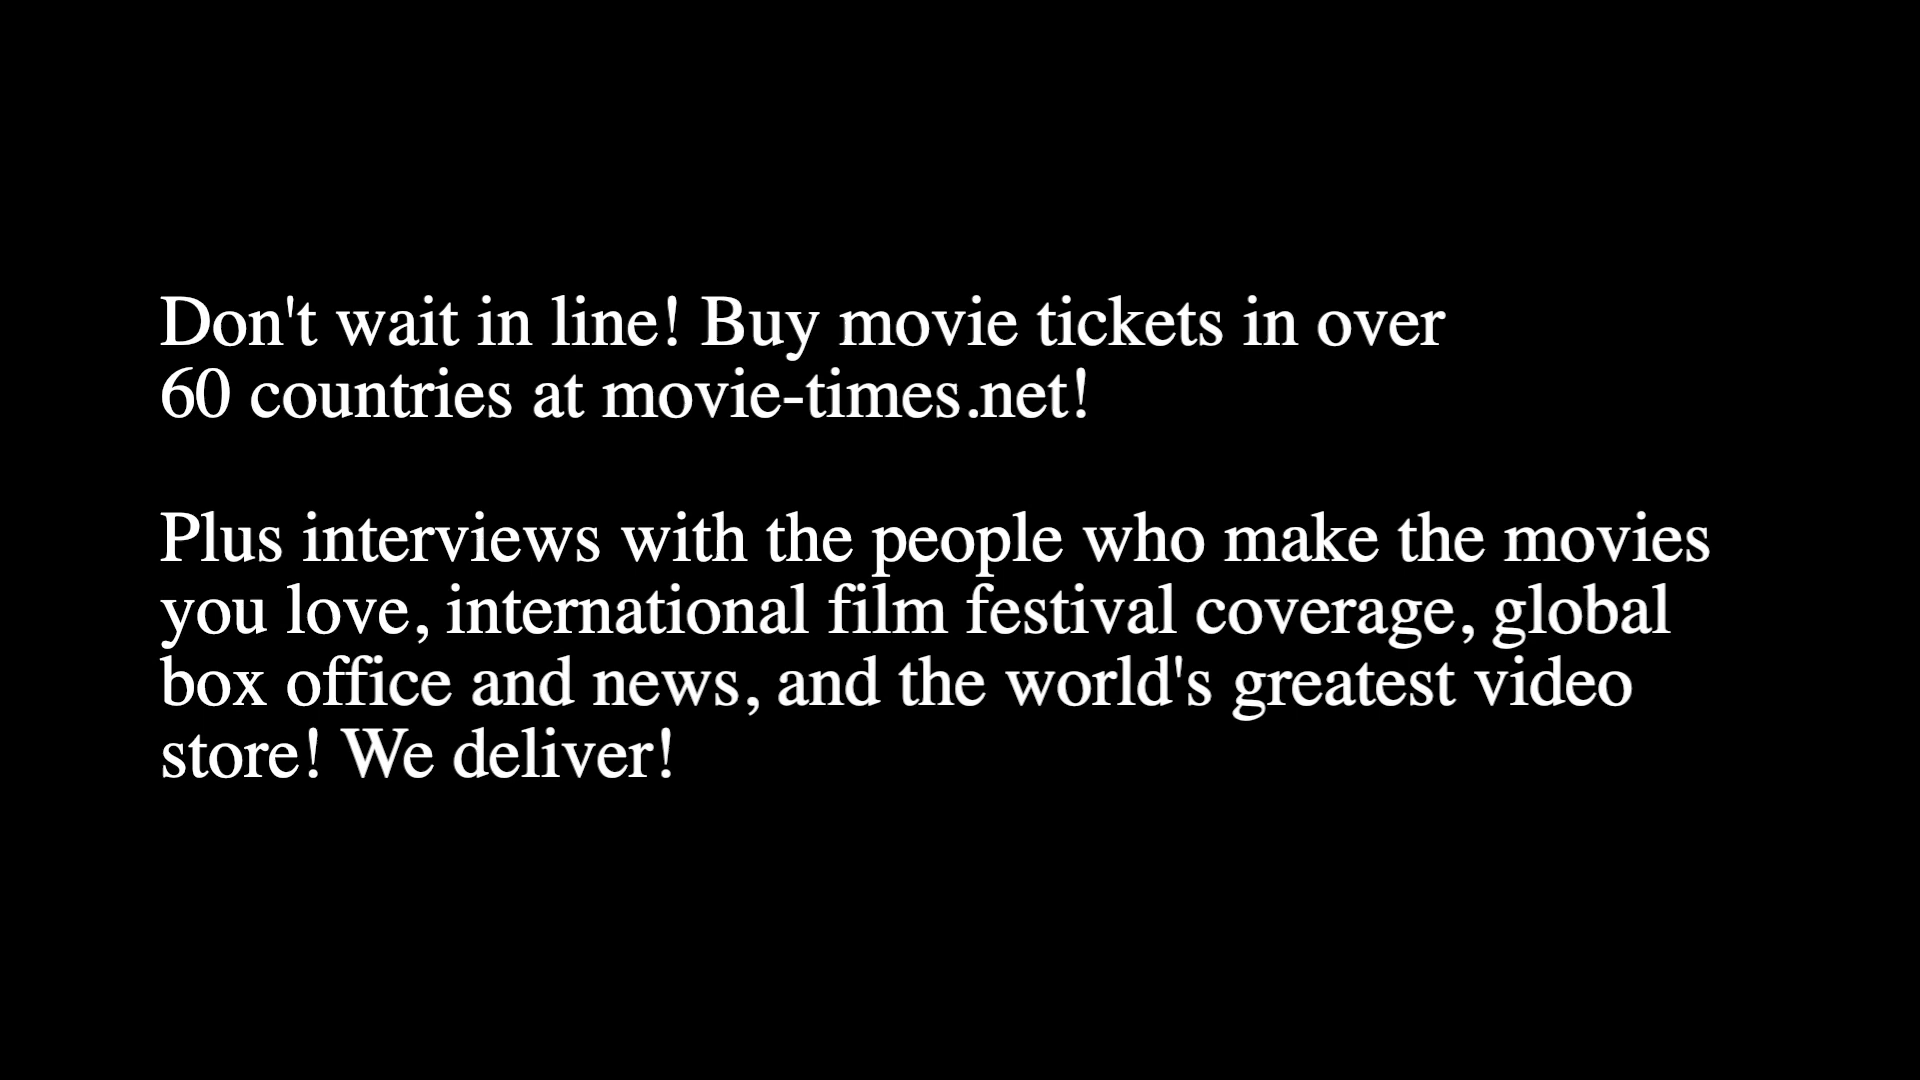 Don't wait in line! Buy movie tickets in over
60 countries at movie-times.net!
Plus interviews with the people who make the movies
you love, international film festival coverage, global
box office and news, and the world's greatest video
store! We deliver!